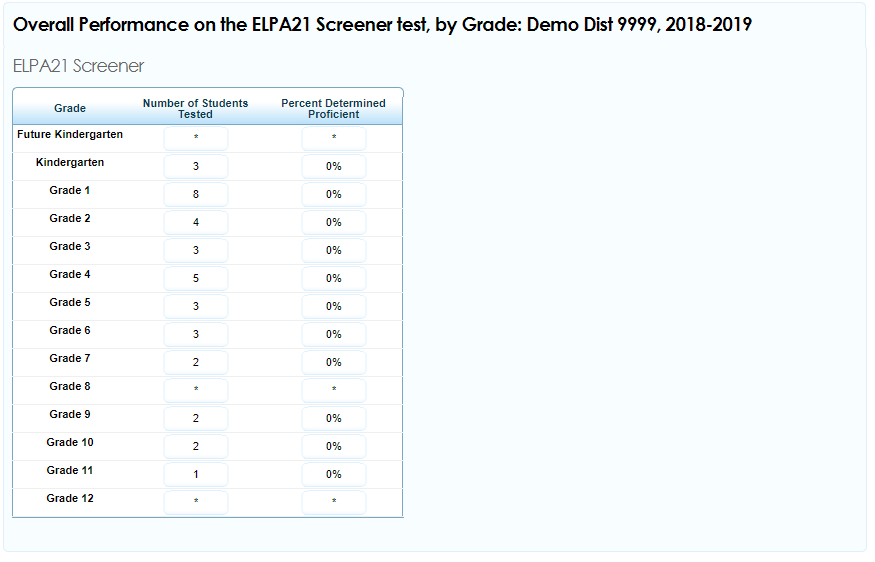 Overall Performance on the ELPA21 Screener test, by Grade: Demo Dist 9999, 2018-2019
ELPA21 Screener
Grade Number of Students Tested Percent Determined Proficient
Future Kindergarten * *
Kindergarten 3 0%
Grade 1 8 0%
Grade 2 4 0%
Grade 3 3 0%
Grade 4 5 0%
Grade 5 3 0%
Grade 6 3 0%
Grade 7 2 0%
Grade 8 * *
Grade 9 2 0%
Grade 10 2 0%
Grade 11 1 0%
Grade 12 * *